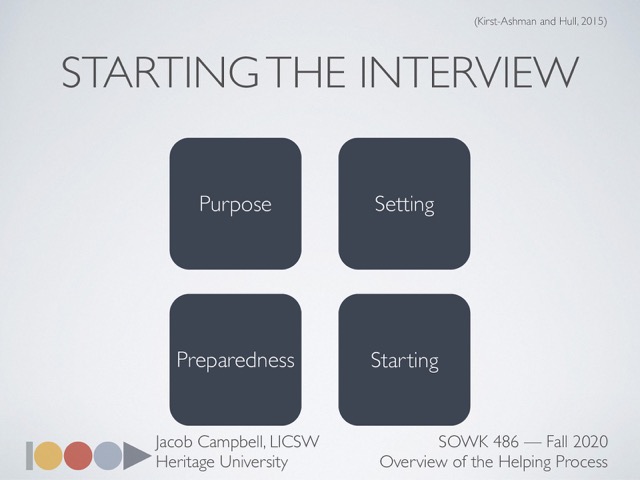 (Kirst-Ashman and Hull, 2015)
STARTING THE INTERVIEW
Purpose
Setting
Preparedness
Starting
Jacob Campbell, LICSW
Heritage University
SOWK 486 — Fall 2020
Overview of the Helping Process